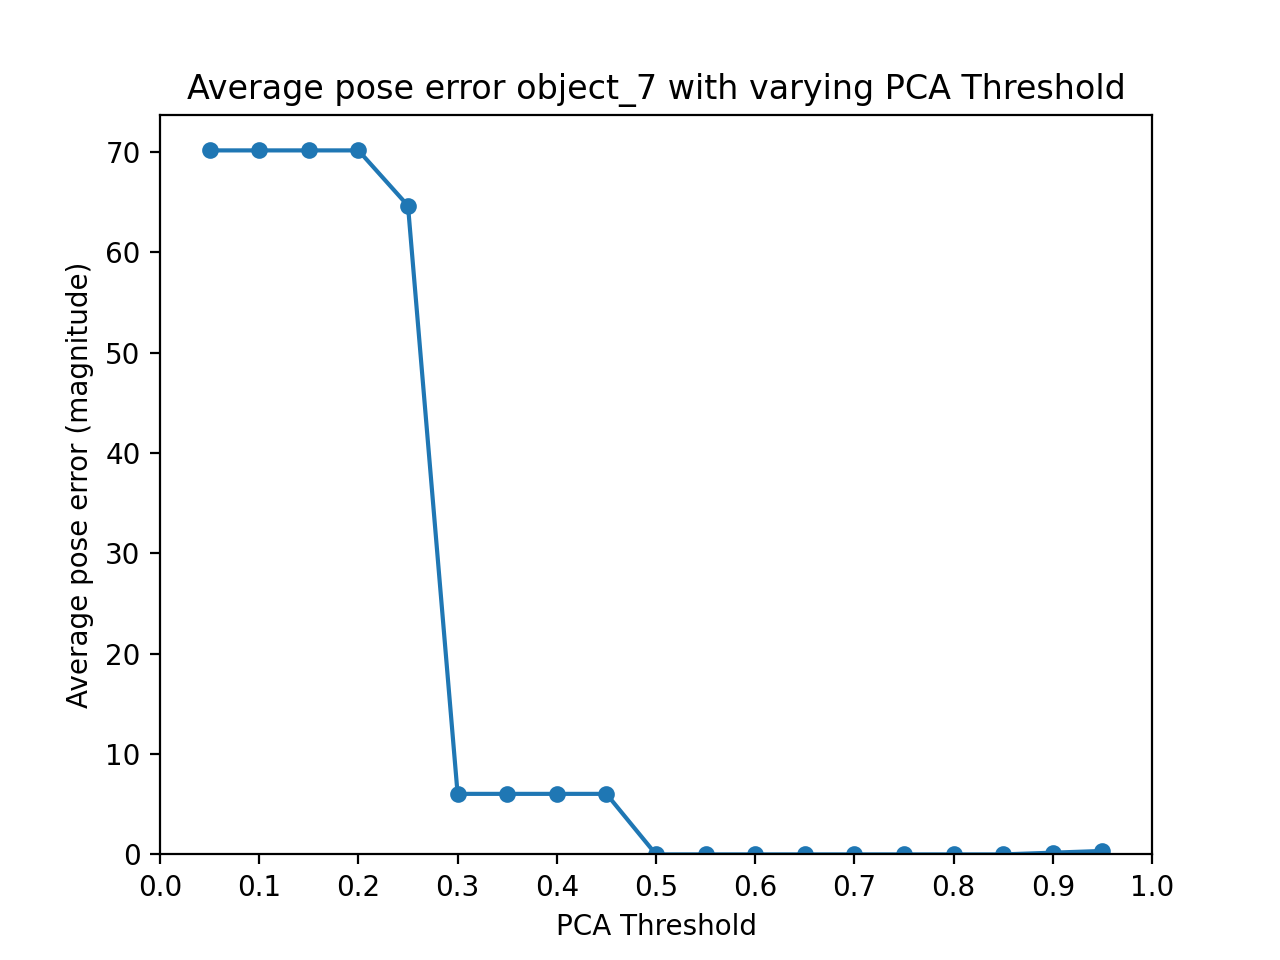 Average pose error object_7 with varying PCA Threshold
70
60
50
40
30
20
10
0
Average pose error (magnitude)
0.0 0.1 0.2 0.3 0.4 0.5 0.6 0.7 0.8 0.9 1.0
PCA Threshold